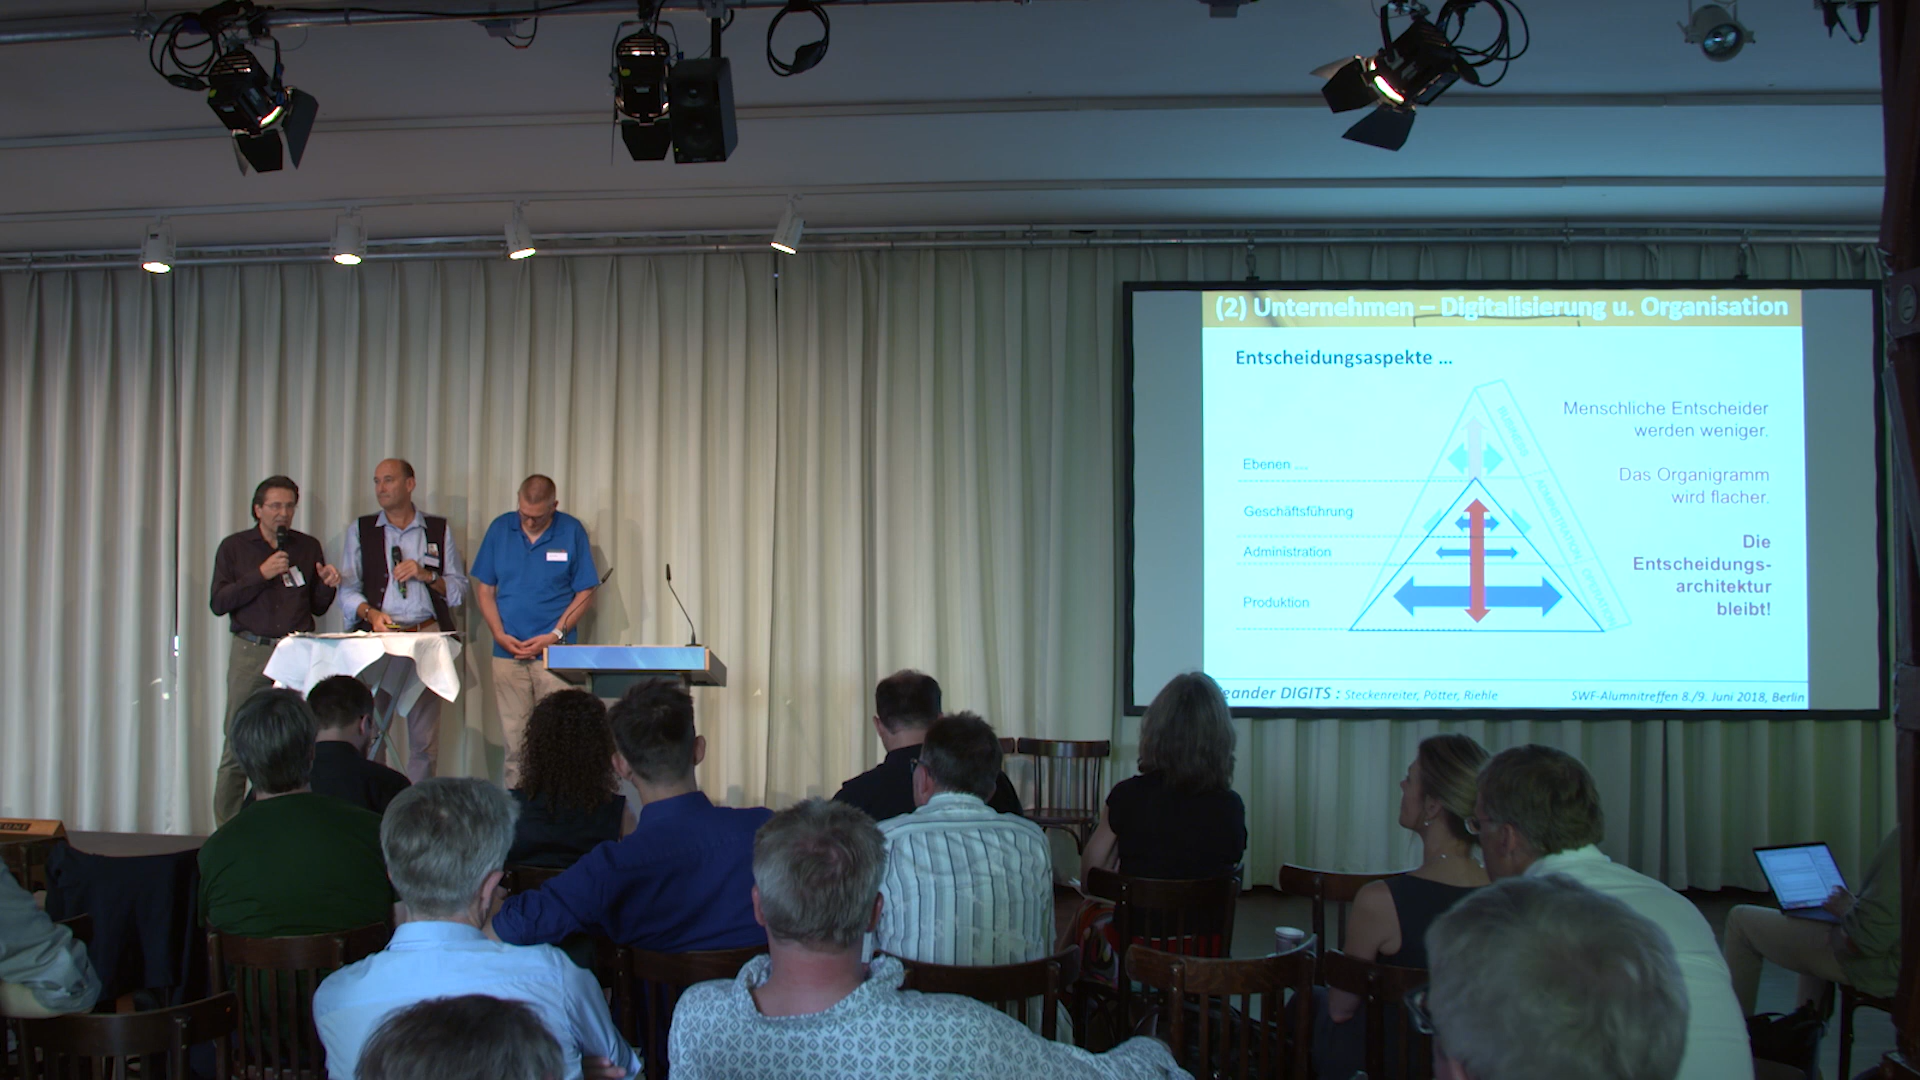 (2) Unternehmen – Digitalisierung u. Organisation
Entscheidungsaspekte ...
Menschliche Entscheider
werden weniger.
Ebenen ....
Das Organigramm
wird flacher.
Geschäftsführung
Die
Entscheidungs-
architektur
bleibt!
Administration
Produktion
eander DIGITS : Steckenreiter, Pötter, Riehle
SWF-Alumnitreffen 8./9. Juni 2018, Berlin